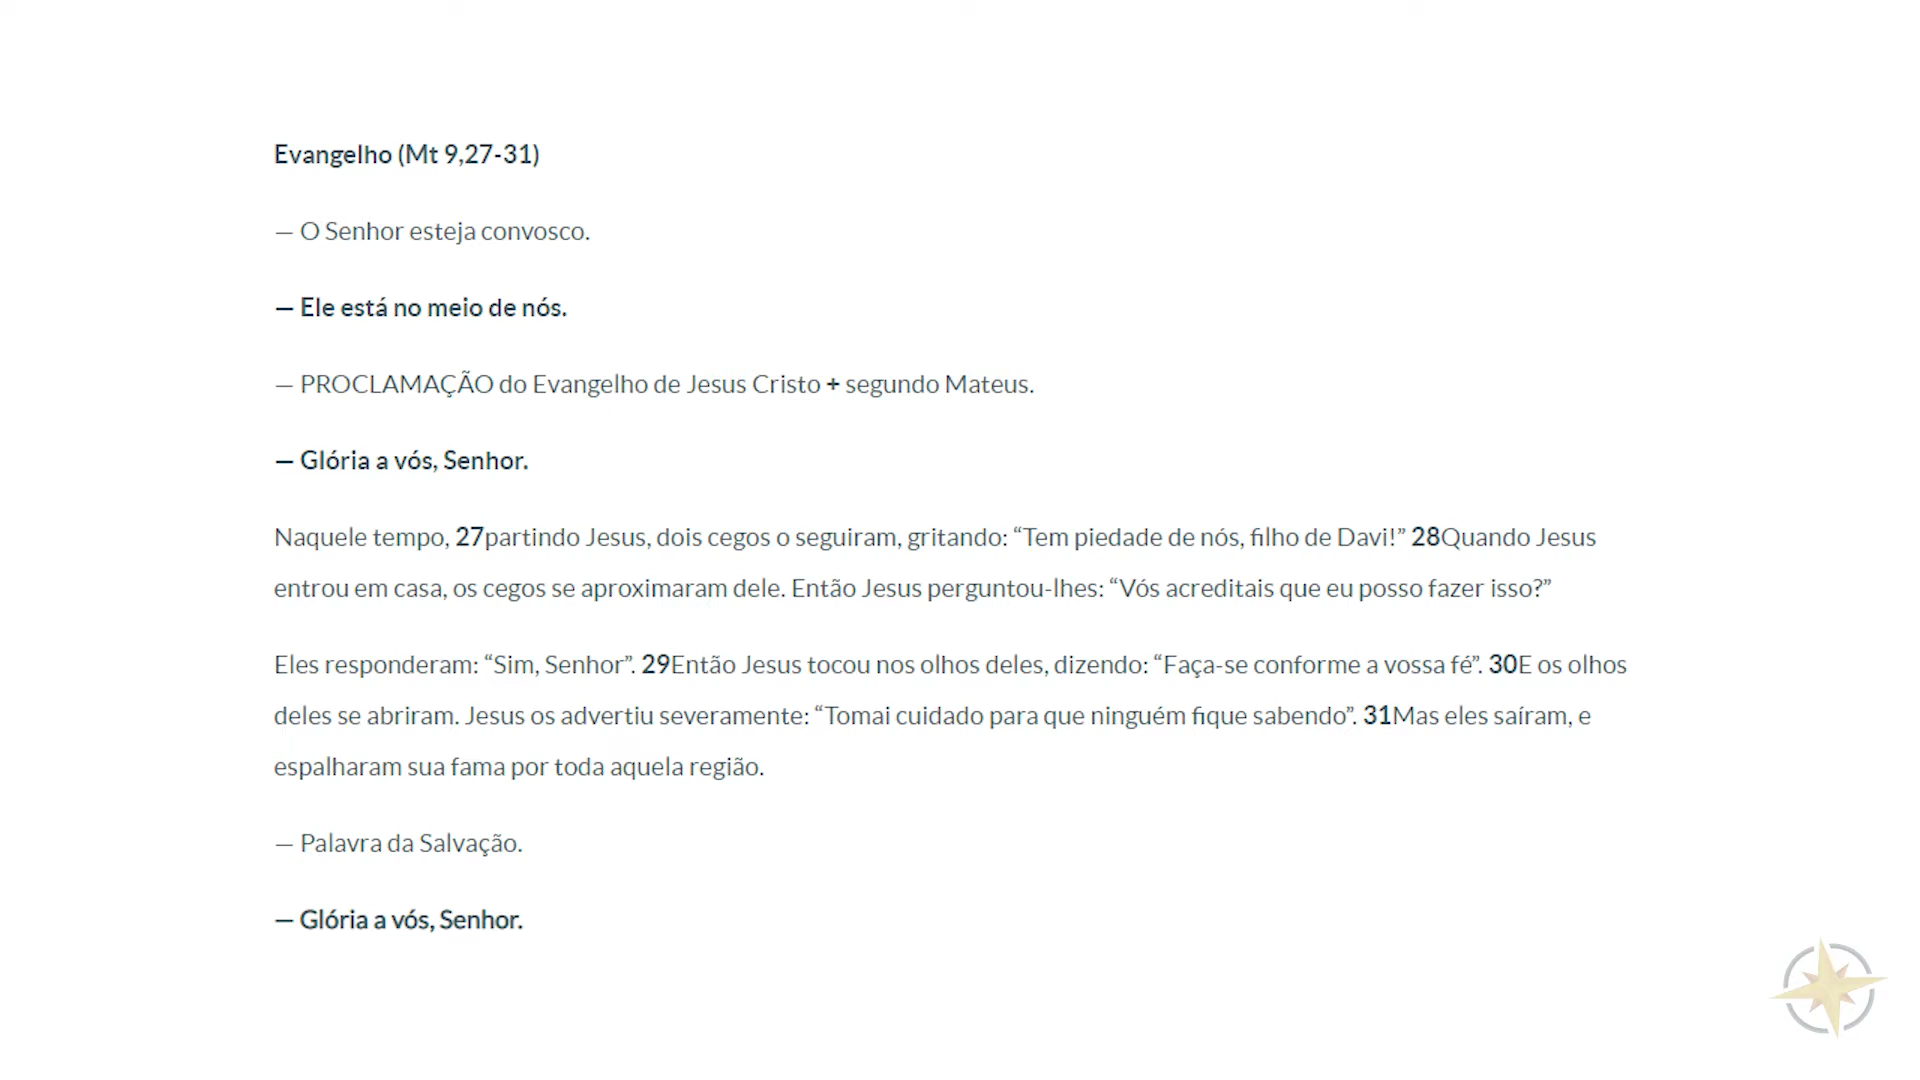 Evangelho (Mt 9,27-31)
— O Senhor esteja convosco.
— Ele está no meio de nós.
— PROCLAMAÇÃO do Evangelho de Jesus Cristo + segundo Mateus.
— Glória a vós, Senhor.
Naquele tempo, 27partindo Jesus, dois cegos o seguiram, gritando: “Tem piedade de nós, filho de Davi!” 28Quando Jesus
entrou em casa, os cegos se aproximaram dele. Então Jesus perguntou-lhes: “Vós acreditais que eu posso fazer isso?”
Eles responderam: “Sim, Senhor”. 29Então Jesus tocou nos olhos deles, dizendo: “Faça-se conforme a vossa fé”. 30E os olhos
deles se abriram. Jesus os advertiu severamente: “Tomai cuidado para que ninguém fique sabendo”. 31Mas eles saíram, e
espalharam sua fama por toda aquela região.
— Palavra da Salvação.
— Glória a vós, Senhor.